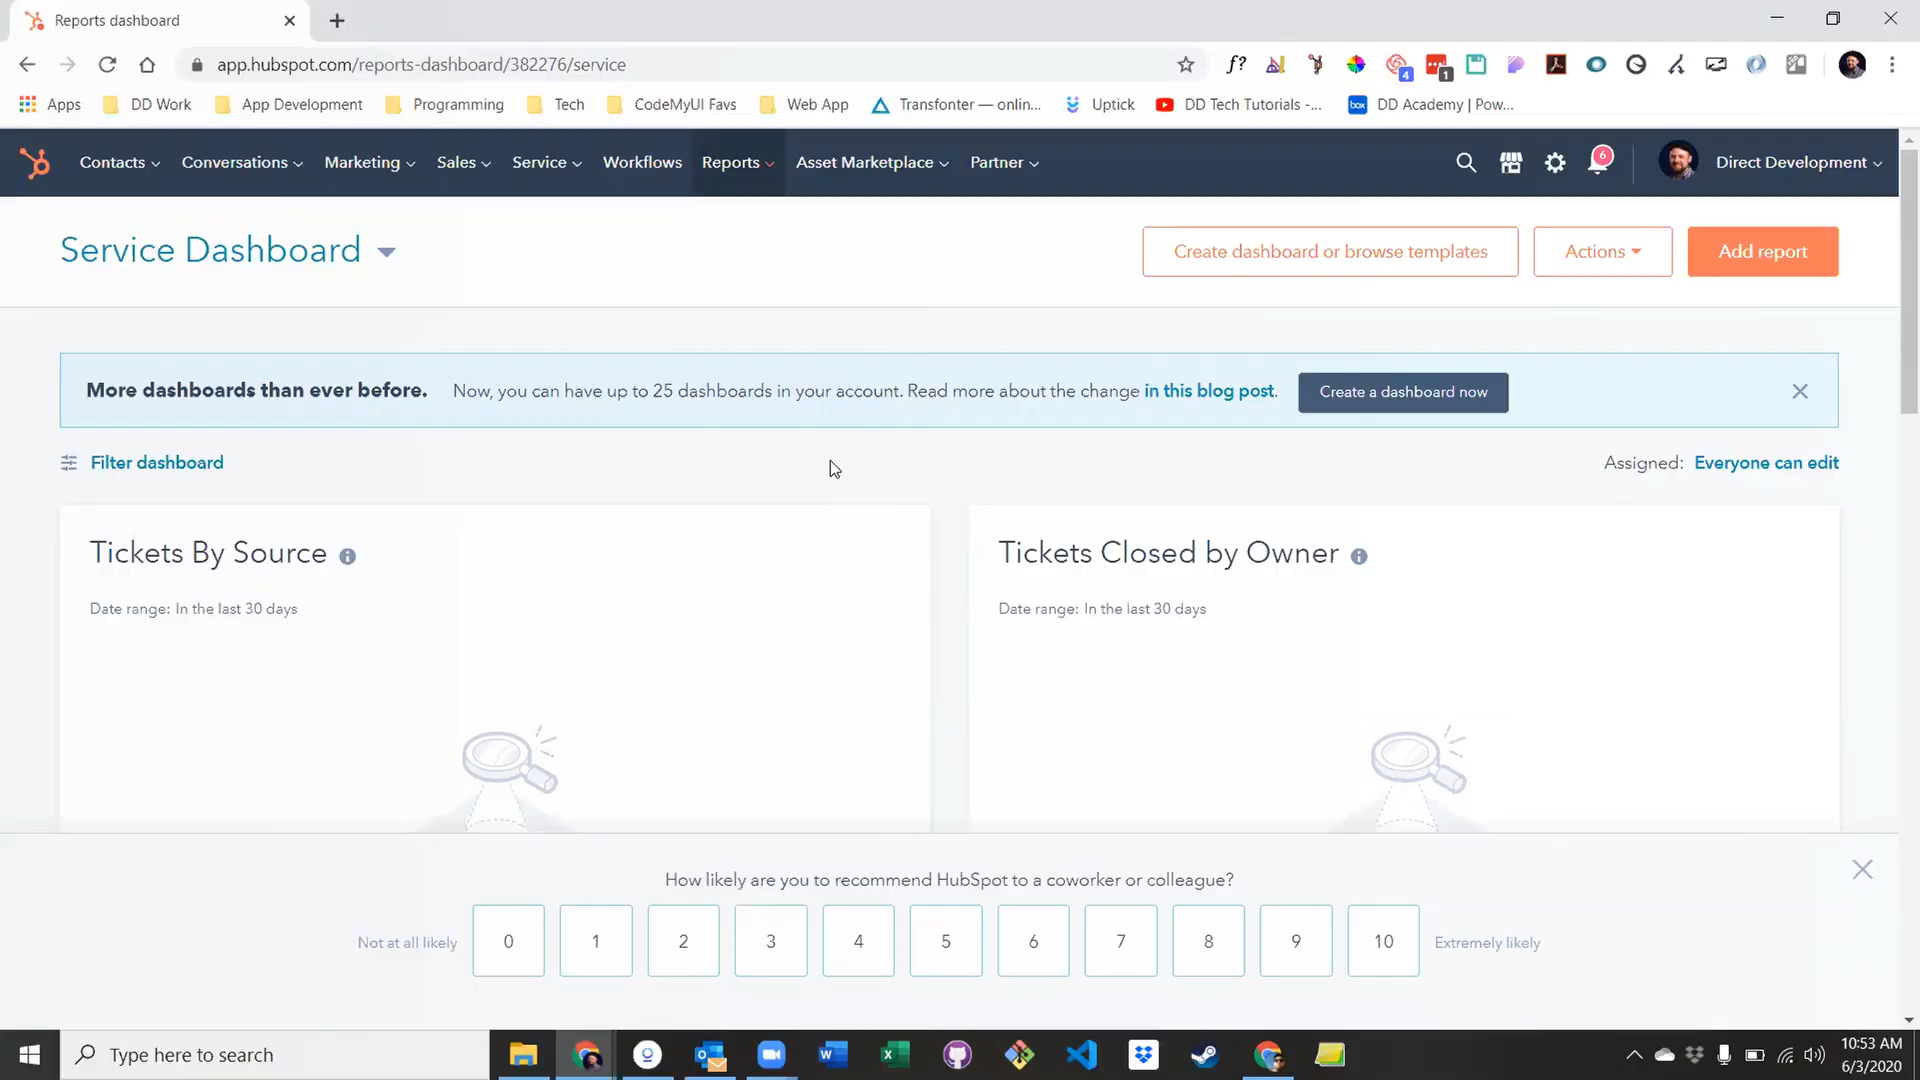 Reports dashboard
app.hubspot.com/reports-dashboard/382276/service
f?
4
1
Apps
DD Work
App Development
Programming
Tech
CodeMyUI Favs
Web App
Transfonter — onlin...
Uptick
DD Tech Tutorials -...
box
DD Academy | Pow...
Contacts
Conversations
Marketing
Sales
Service
Workflows
Reports
Asset Marketplace
Partner
6
Direct Development
Service Dashboard
Create dashboard or browse templates
Actions
Add report
More dashboards than ever before.
Now, you can have up to 25 dashboards in your account. Read more about the change in this blog post.
Create a dashboard now
Filter dashboard
Assigned: Everyone can edit
Tickets By Source
Date range: In the last 30 days
Tickets Closed by Owner
Date range: In the last 30 days
How likely are you to recommend HubSpot to a coworker or colleague?
Not at all likely
0
1
2
3
4
5
6
7
8
9
10
Extremely likely
Type here to search
10:53 AM
6/3/2020